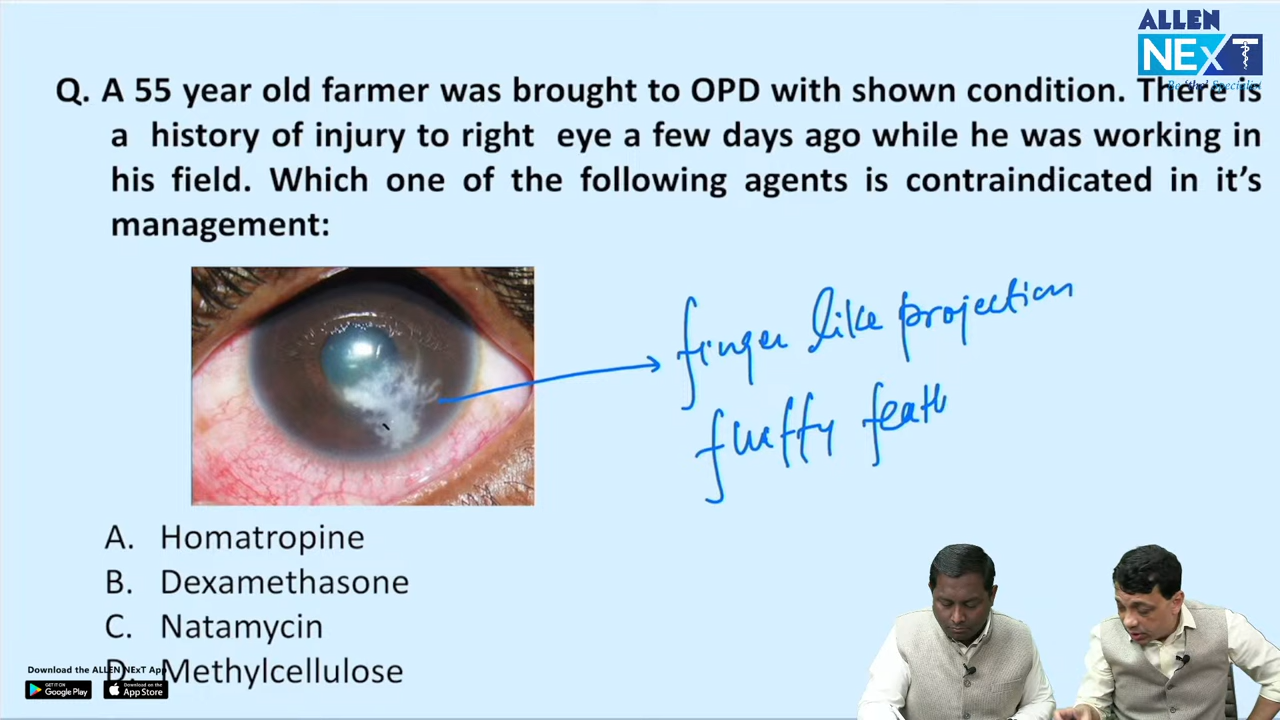 ALLEN
NEXT
Be 'the' Specialist
Q. A 55 year old farmer was brought to OPD with shown condition. There is
a history of injury to right eye a few days ago while he was working in
his field. Which one of the following agents is contraindicated in it's
management:
finger like projection
fluffy feath
A. Homatropine
B. Dexamethasone
C. Natamycin
D. Methylcellulose
Download the ALLEN NExT App
GET IT ON
Google Play
Download on the
App Store